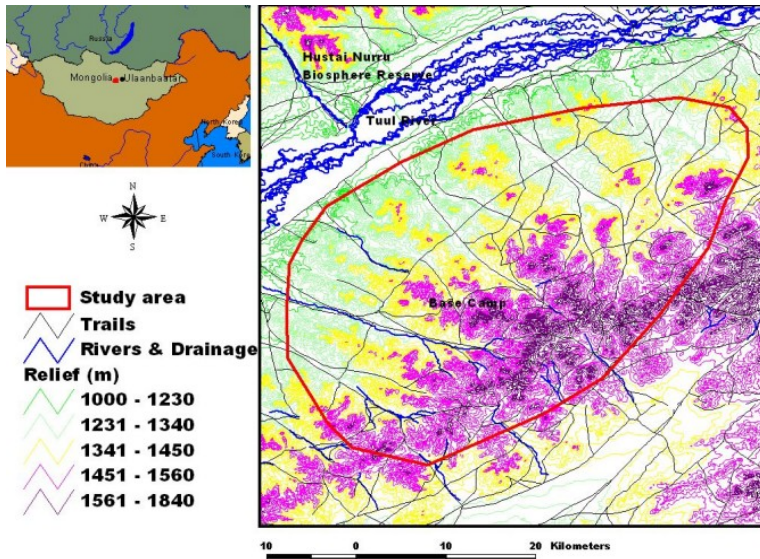 Russia
Mongolia
Ulaanbaatar
North Korea
South Korea
China
N
W E
S
Study area
Trails
Rivers & Drainage
Relief (m)
1000 - 1230
1231 - 1340
1341 - 1450
1451 - 1560
1561 - 1840
Hustai Nurru
Biosphere Reserve
Tuul River
Base Camp
10 0 10 20 Kilometers